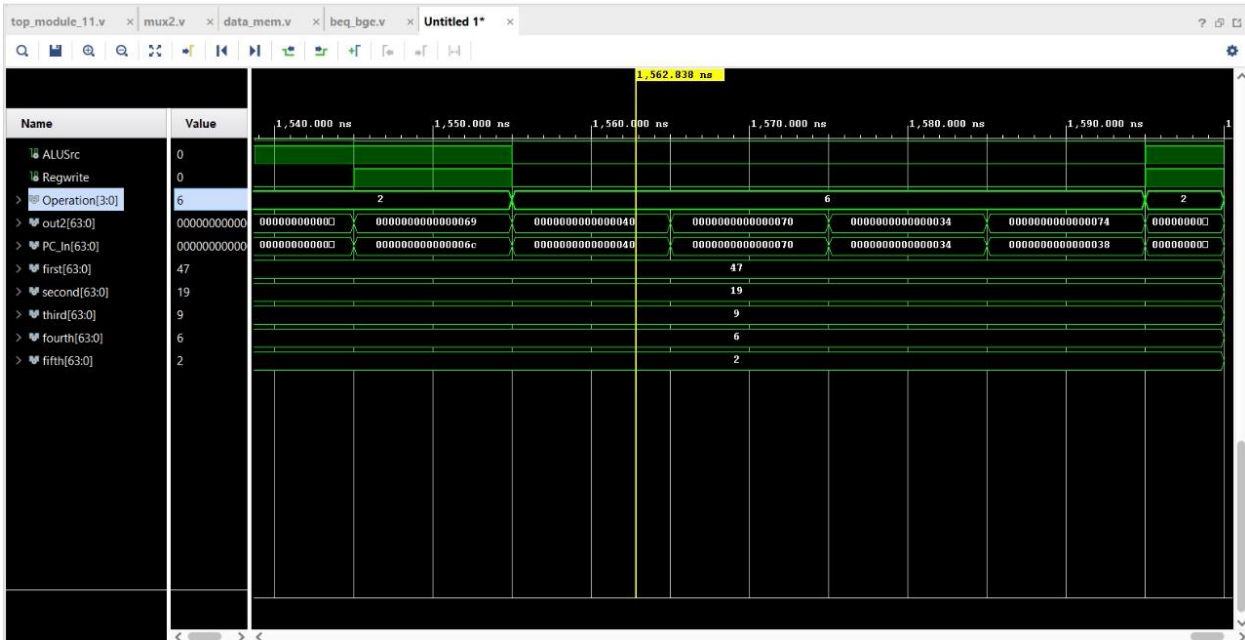 top_module_11.v × mux2.v × data_mem.v × beq_bge.v × Untitled 1* ×
1,562.838 ns
Name Value 1,540.000 ns 1,550.000 ns 1,560.000 ns 1,570.000 ns 1,580.000 ns 1,590.000 ns 1
ALUSrc 0
Regwrite 0
Operation[3:0] 6 2 6 2
out2[63:0] 00000000000 00000000000 0000000000000069 0000000000000040 0000000000000070 0000000000000034 0000000000000074 00000000
PC_In[63:0] 00000000000 00000000000 000000000000006c 0000000000000040 0000000000000070 0000000000000034 0000000000000038 00000000
first[63:0] 47 47
second[63:0] 19 19
third[63:0] 9 9
fourth[63:0] 6 6
fifth[63:0] 2 2